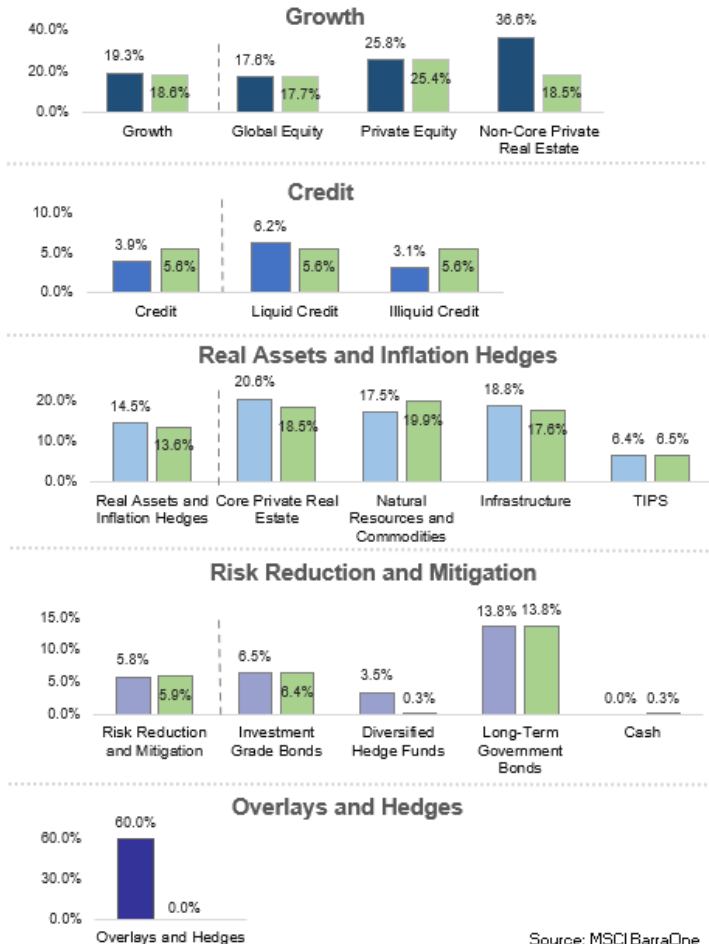 Growth
40.0%
20.0%
0.0%
19.3%
18.6%
17.6%
17.7%
25.8%
25.4%
36.6%
18.5%
Growth
Global Equity
Private Equity
Non-Core Private
Real Estate
Credit
10.0%
5.0%
0.0%
3.9%
5.6%
6.2%
5.6%
3.1%
5.6%
Credit
Liquid Credit
Illiquid Credit
Real Assets and Inflation Hedges
20.0%
10.0%
0.0%
14.5%
13.6%
20.6%
18.5%
17.5%
19.9%
18.8%
17.6%
6.4%
6.5%
Real Assets and
Inflation Hedges
Core Private Real
Estate
Natural
Resources and
Commodities
Infrastructure
TIPS
Risk Reduction and Mitigation
15.0%
10.0%
5.0%
0.0%
5.8%
5.9%
6.5%
6.4%
3.5%
0.3%
13.8%
13.8%
0.0%
0.3%
Risk Reduction
and Mitigation
Investment
Grade Bonds
Diversified
Hedge Funds
Long-Term
Government
Bonds
Cash
Overlays and Hedges
60.0%
30.0%
0.0%
60.0%
0.0%
Overlays and Hedges
Source: MSCI BarraOne